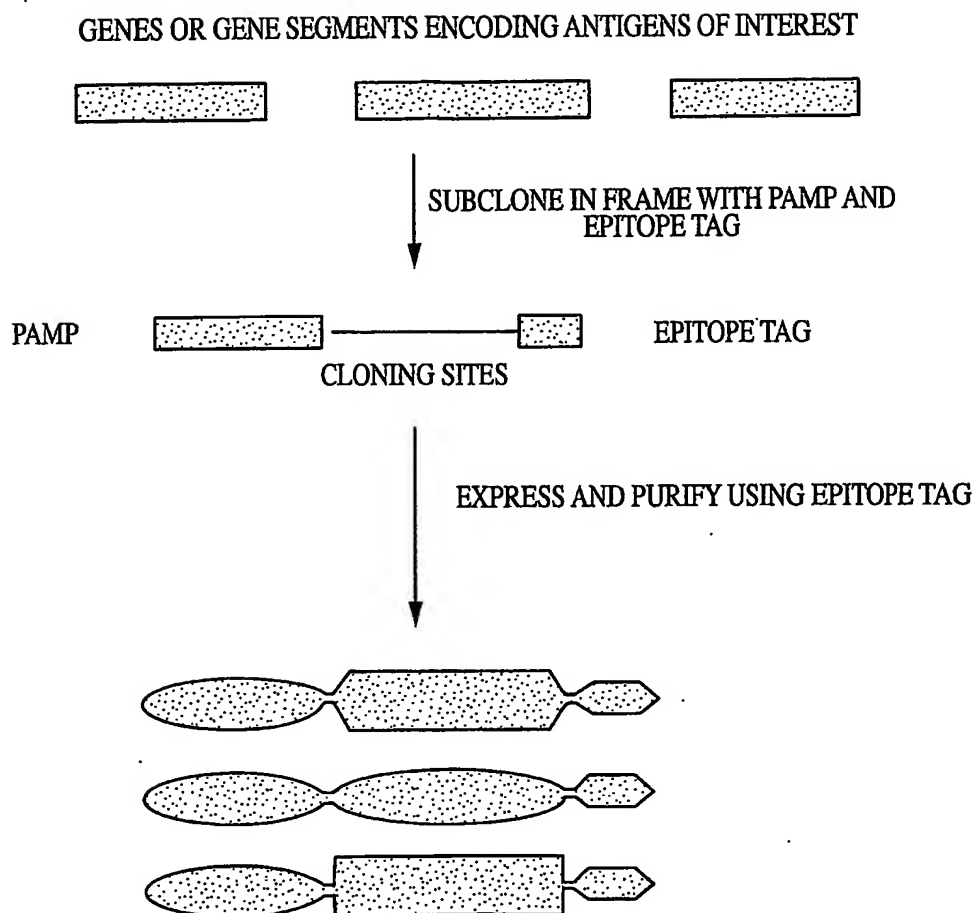 GENES OR GENE SEGMENTS ENCODING ANTIGENS OF INTEREST
SUBCLONE IN FRAME WITH PAMP AND
EPITOPE TAG
PAMP
EPITOPE TAG
CLONING SITES
EXPRESS AND PURIFY USING EPITOPE TAG